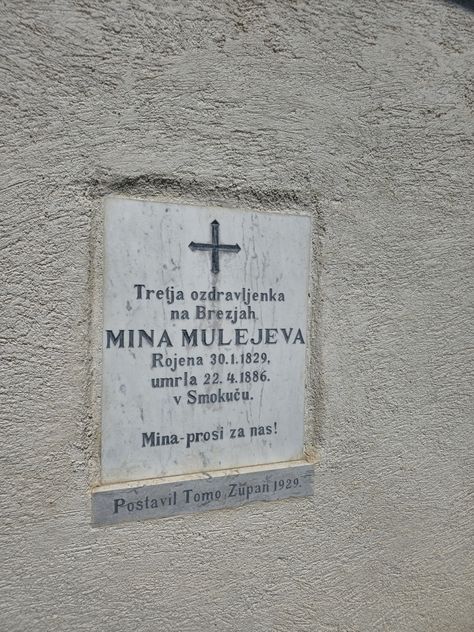 Tretja ozdravljenka
na Brezjah
MINA MULEJEVA
Rojena 30.1.1829,
umrla 22.4.1886.
v Smokuču.
Mina-prosi za nas!
Postavil Tomo Zupan 1929.